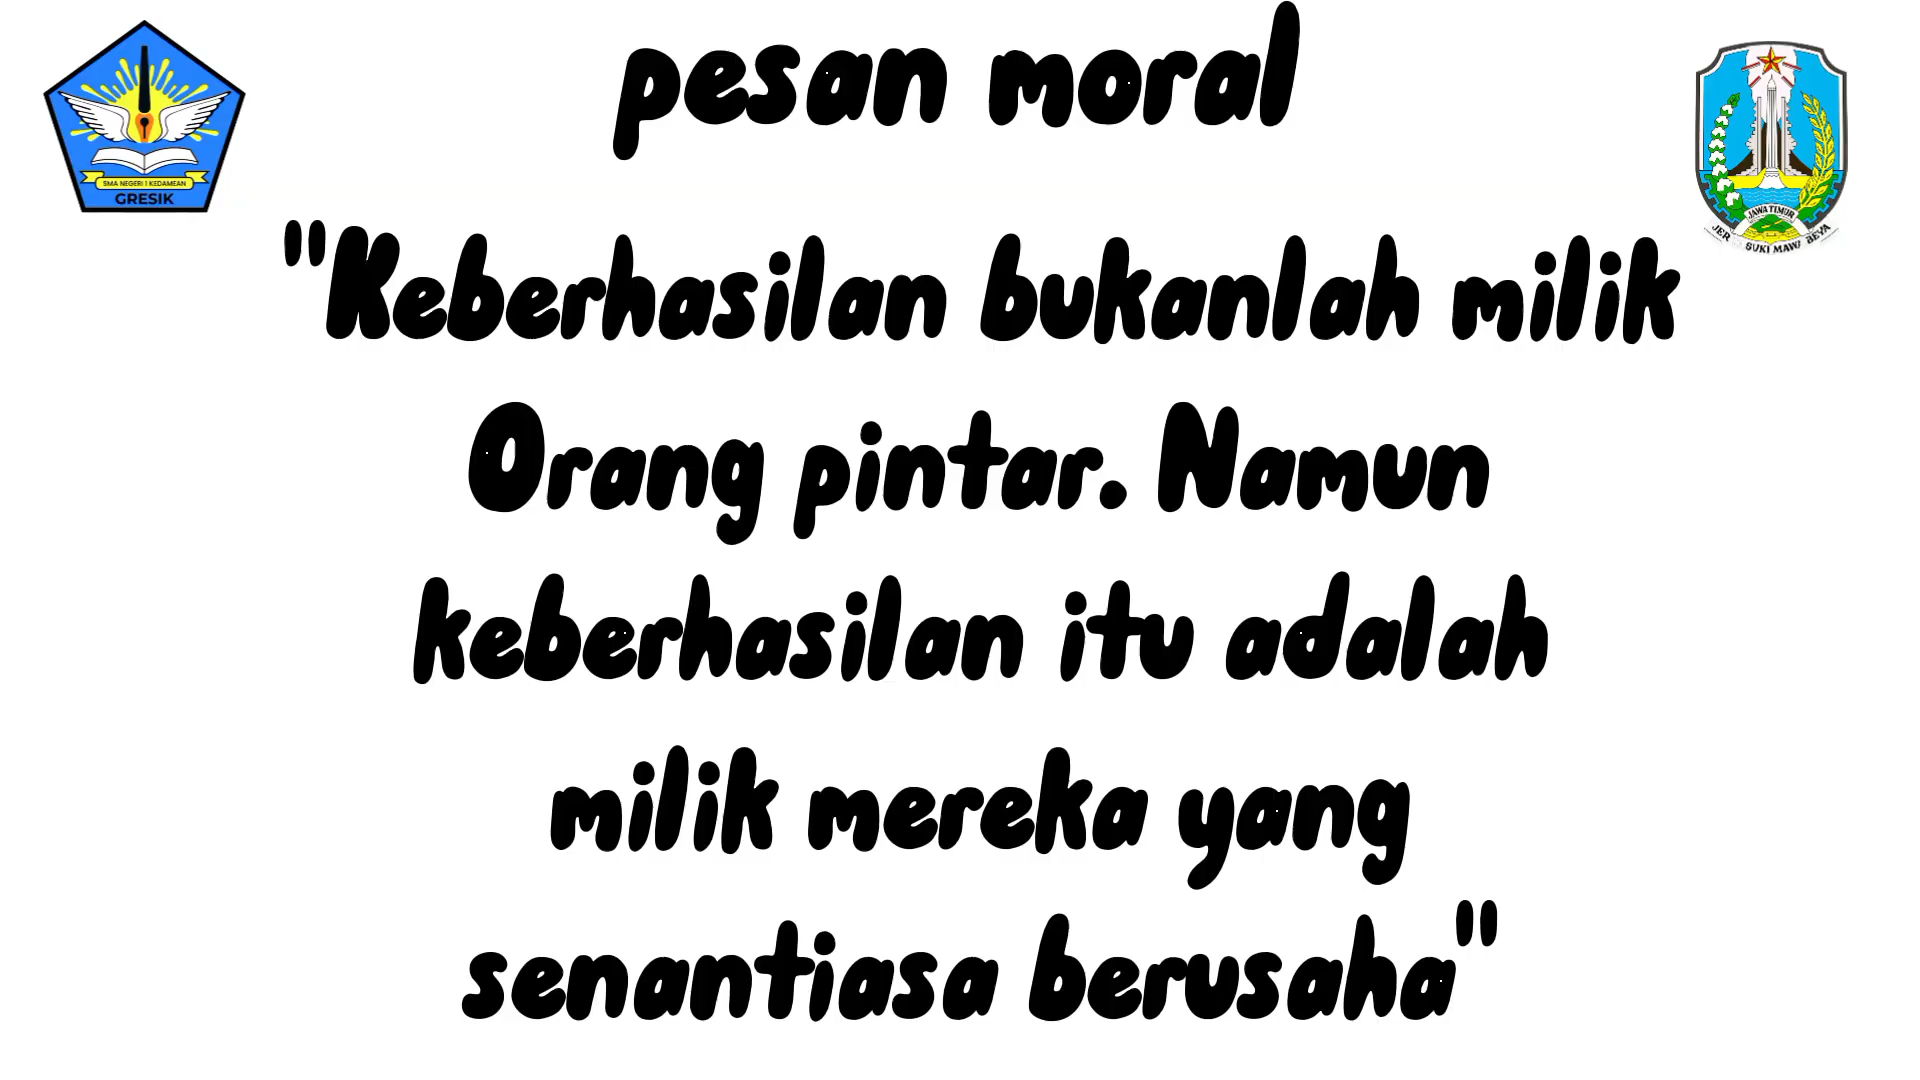 pesan moral
"Keberhasilan bukanlah milik
Orang pintar. Namun
keberhasilan itu adalah
milik mereka yang
senantiasa berusaha"
SMA NEGERI 1 KEDAMEAN
GRESIK
JAWA TIMUR
JER SUKI MAWA BEYA